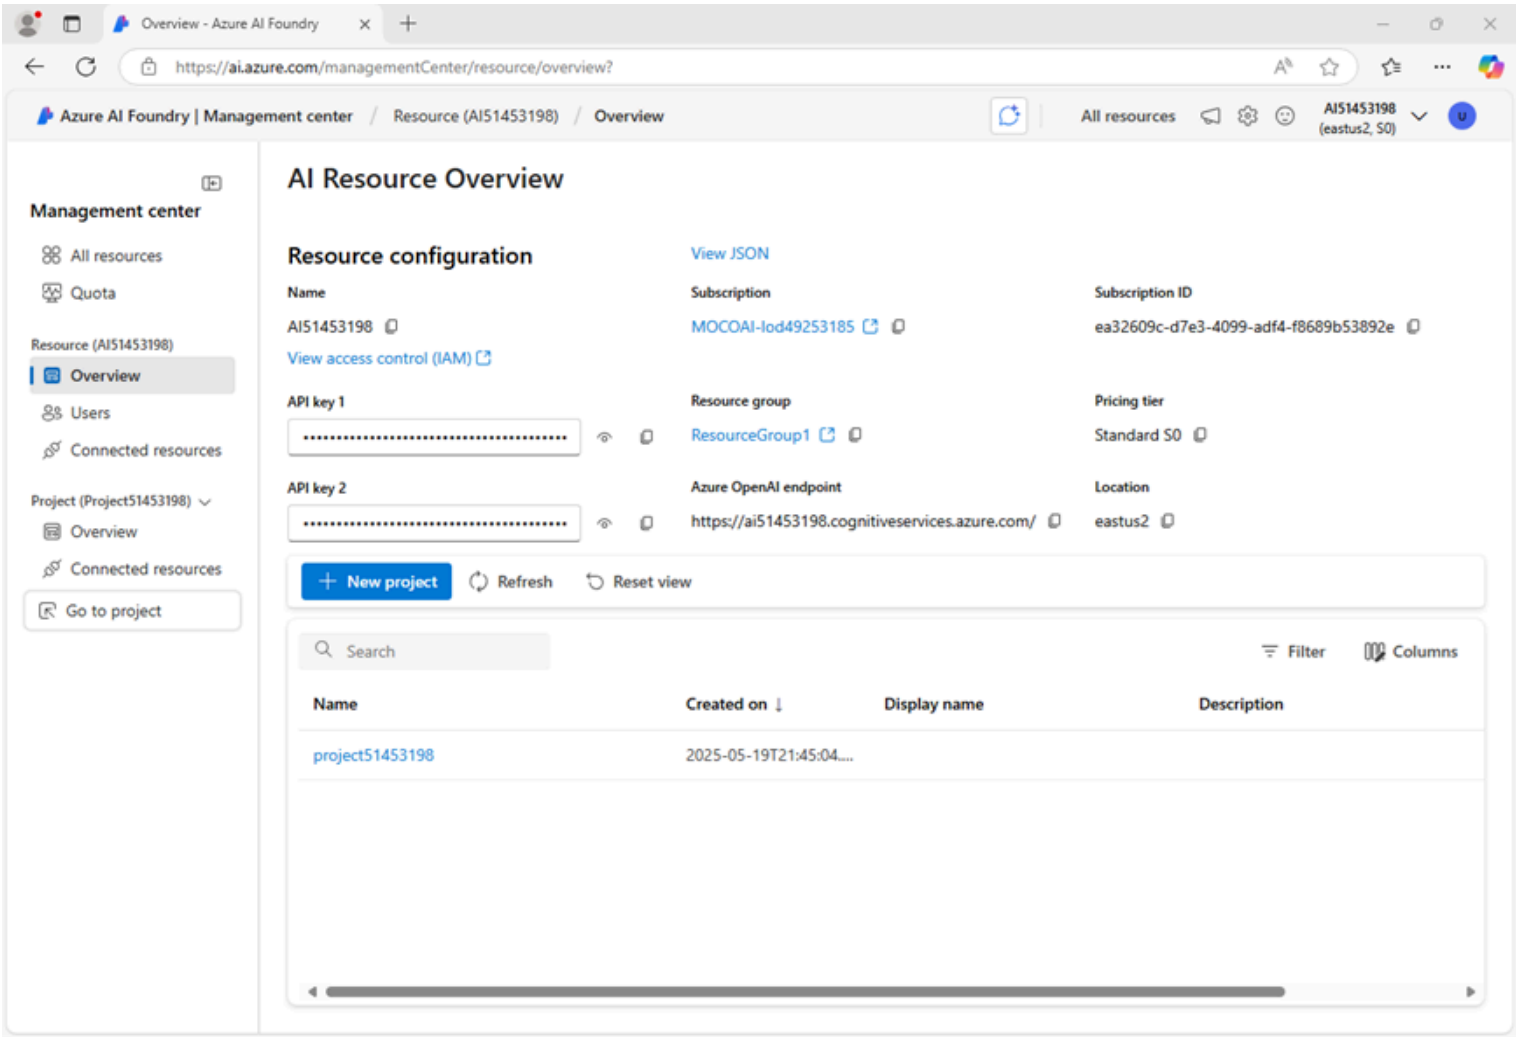 Overview - Azure AI Foundry
https://ai.azure.com/managementCenter/resource/overview?
Azure AI Foundry | Management center / Resource (AI51453198) / Overview
All resources
AI51453198
(eastus2, S0)
U
Management center
All resources
Quota
Resource (AI51453198)
Overview
Users
Connected resources
Project (Project51453198)
Overview
Connected resources
Go to project
AI Resource Overview
Resource configuration
View JSON
Name
Subscription
Subscription ID
AI51453198
MOCOAI-lod49253185
ea32609c-d7e3-4099-adf4-f8689b53892e
View access control (IAM)
API key 1
Resource group
Pricing tier
ResourceGroup1
Standard S0
API key 2
Azure OpenAI endpoint
Location
https://ai51453198.cognitiveservices.azure.com/
eastus2
New project
Refresh
Reset view
Search
Filter
Columns
Name
Created on
Display name
Description
project51453198
2025-05-19T21:45:04....